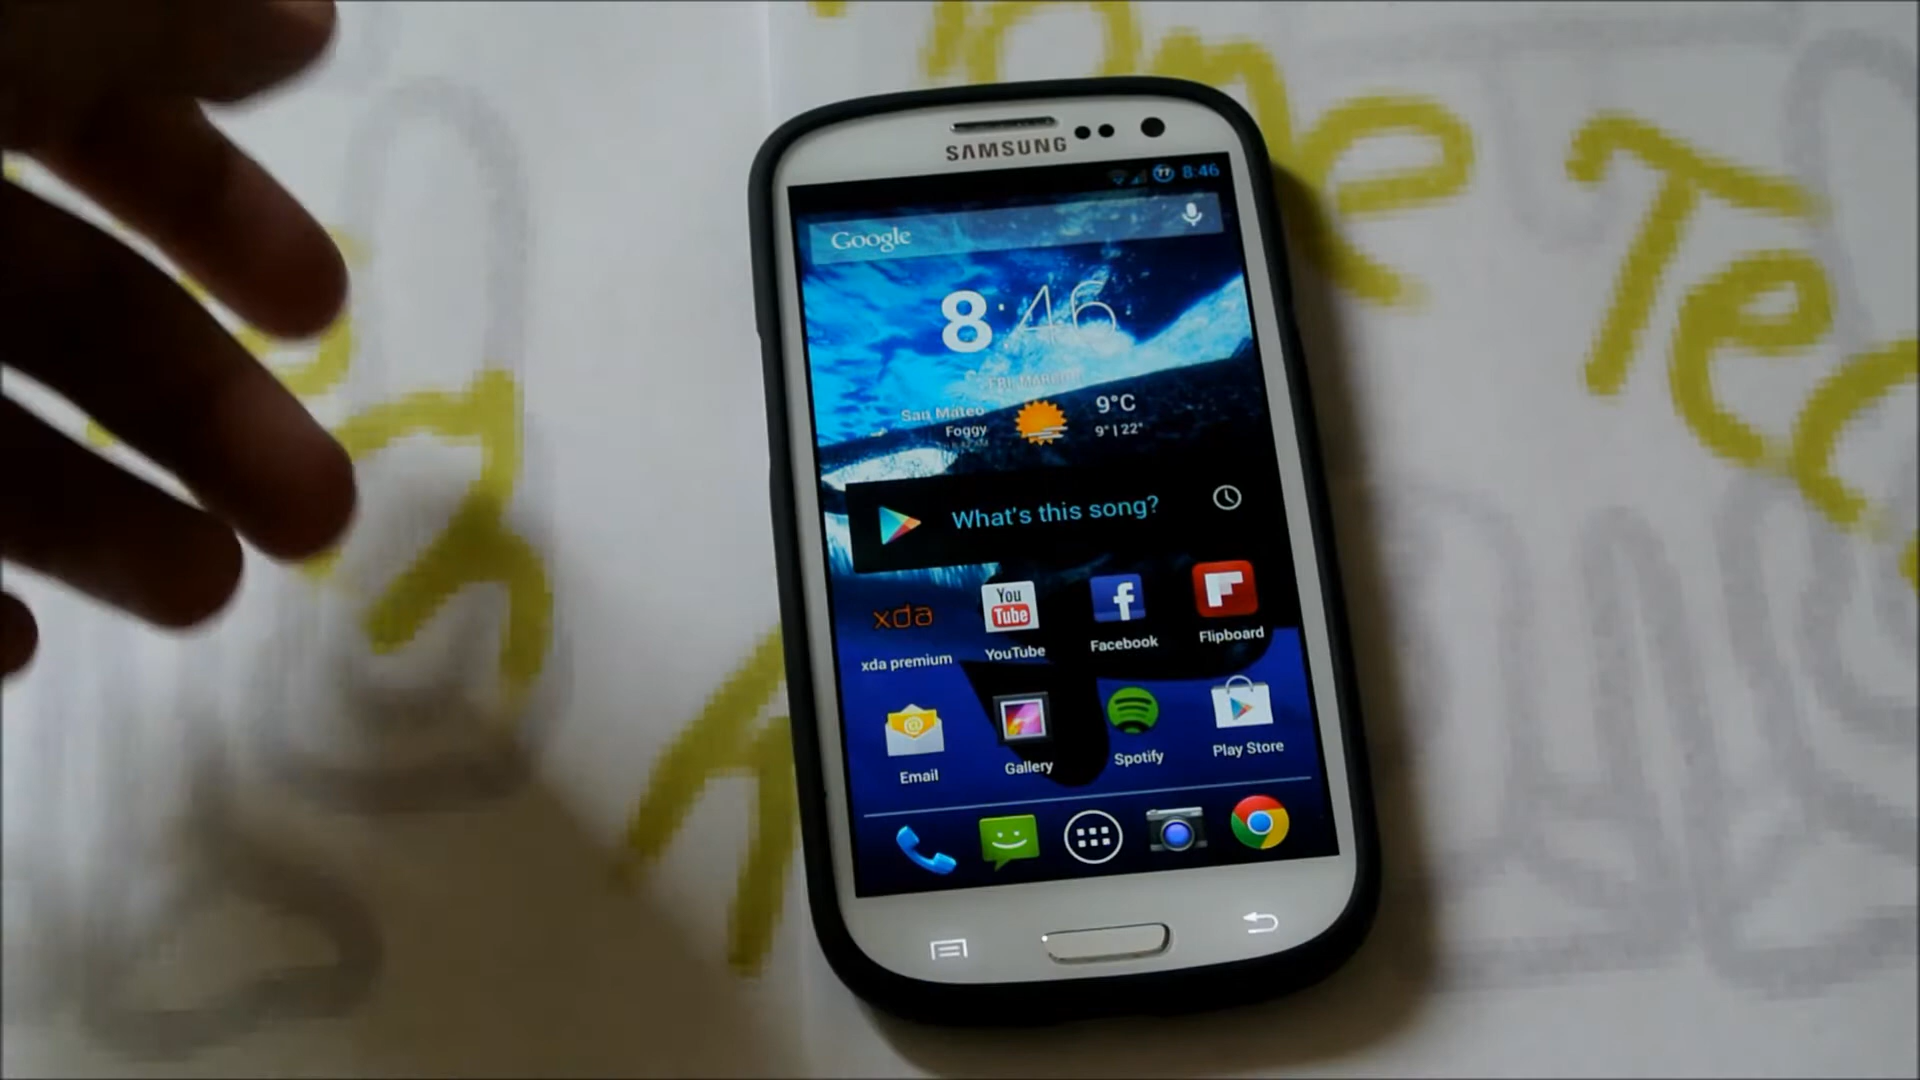 SAMSUNG
8:46
Google
8:46
San Mateo
Foggy
9°C
9° | 22°
What's this song?
xda
You
Tube
xda premium
YouTube
Facebook
Flipboard
Email
Gallery
Spotify
Play Store